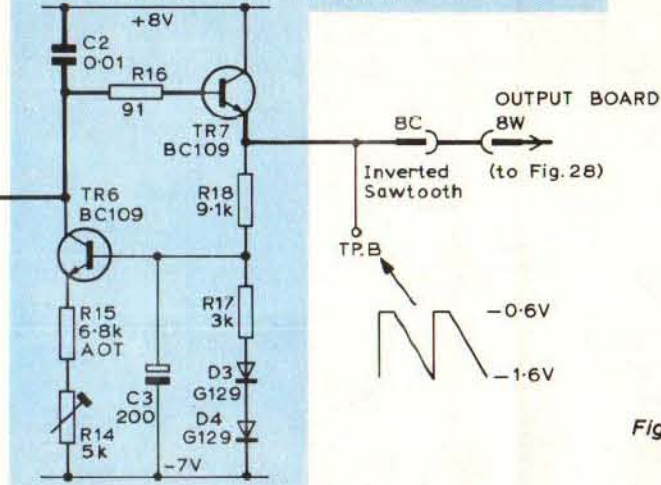 +8V
C2
0·01
R16
91
TR7
BC109
OUTPUT BOARD
8C
8W
Inverted
Sawtooth
(to Fig. 28)
TR6
BC109
R18
9·1k
TP.B
R15
6·8k
AOT
R17
3k
-0·6V
-1·6V
C3
200
D3
G129
D4
G129
R14
5k
-7V
Fig